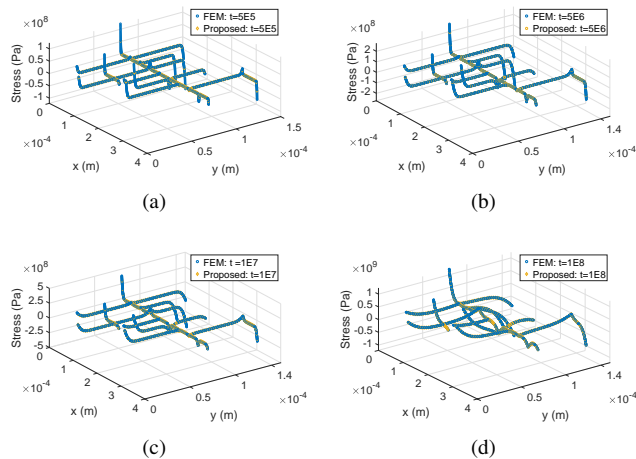 ×10^8
FEM: t=5E5
Proposed: t=5E5
Stress (Pa)
1
0.5
0
-0.5
-1
0
1
2
3
4
×10^-4
x (m)
0
0.5
1
1.5
×10^-4
y (m)
(a)
×10^8
FEM: t=5E6
Proposed: t=5E6
Stress (Pa)
2
1
0
-1
-2
0
1
2
3
4
×10^-4
x (m)
0
0.5
1
1.4
×10^-4
y (m)
(b)
×10^8
FEM: t =1E7
Proposed: t=1E7
Stress (Pa)
5
2.5
0
-2.5
-5
0
1
2
3
4
×10^-4
x (m)
0
0.5
1
1.4
×10^-4
y (m)
(c)
×10^9
FEM: t=1E8
Proposed: t=1E8
Stress (Pa)
1
0.5
0
-0.5
-1
0
1
2
3
4
×10^-4
x (m)
0
0.5
1
1.4
×10^-4
y (m)
(d)